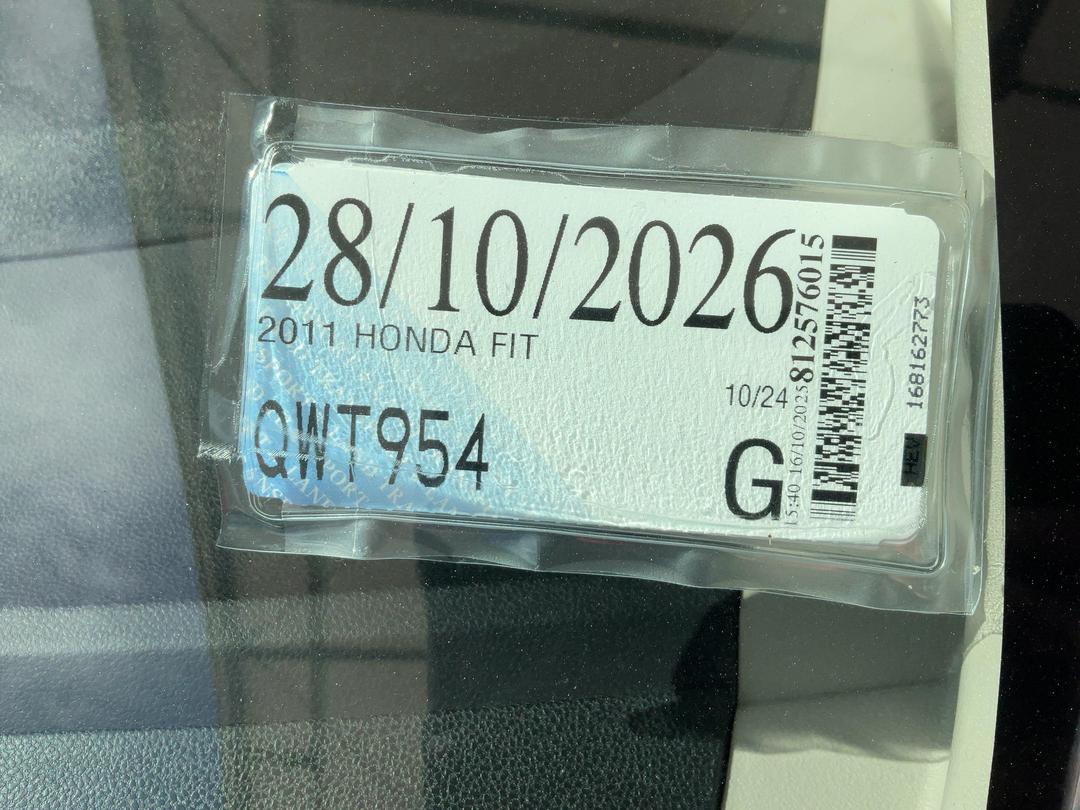 28/10/2026
2011 HONDA FIT
10/24
QWT954
G
15:40 16/10/2025
812576015
168162773
HEV